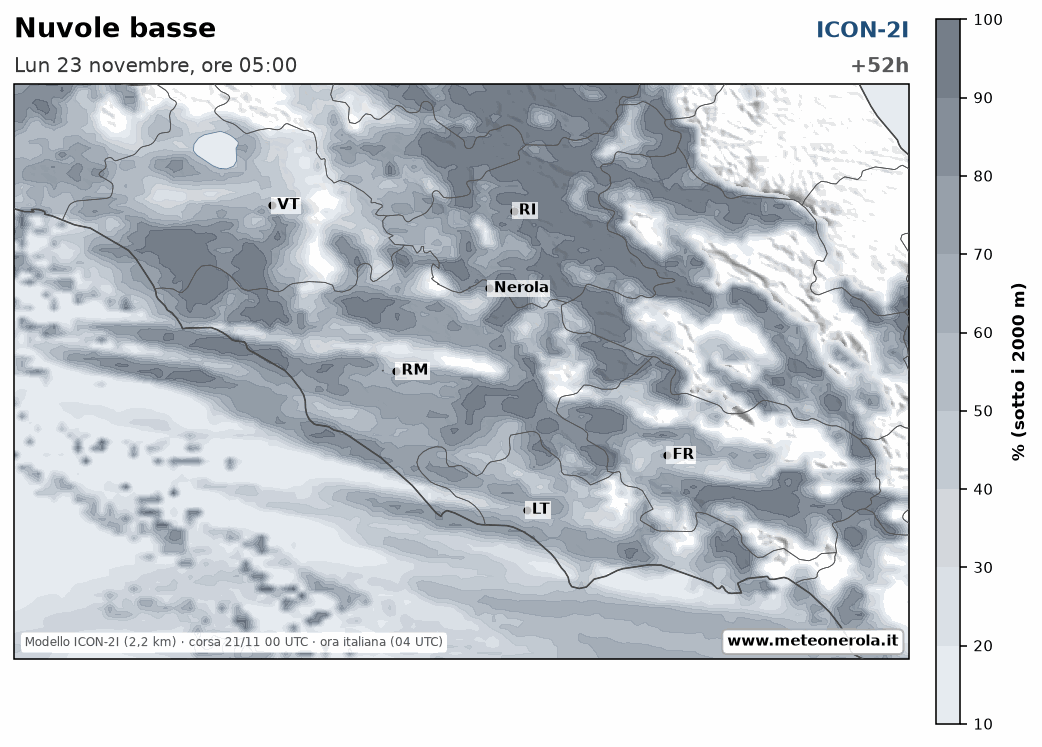 Nuvole basse
ICON-2I
Lun 23 novembre, ore 05:00
+52h
100
90
80
70
60
50
40
30
20
10
% (sotto i 2000 m)
VT
RI
Nerola
RM
FR
LT
Modello ICON-2I (2,2 km) · corsa 21/11 00 UTC · ora italiana (04 UTC)
www.meteonerola.it